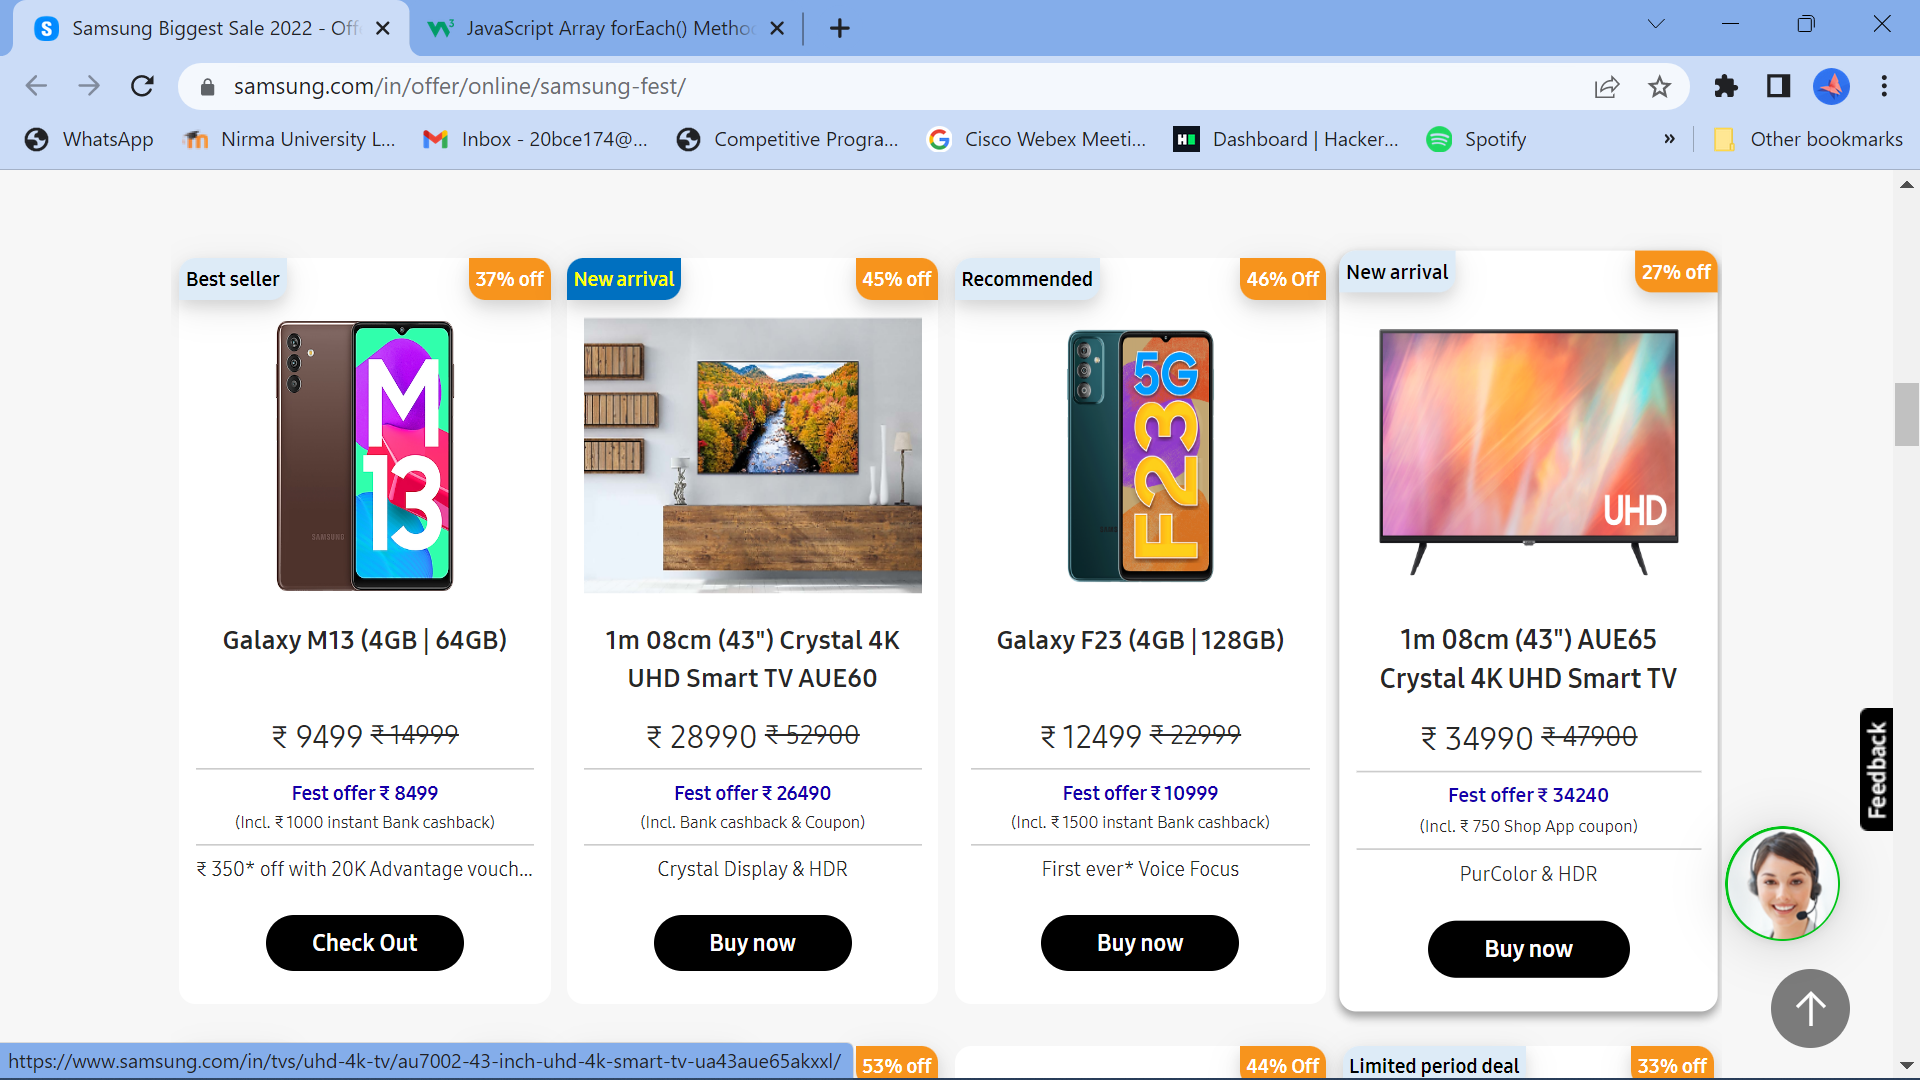 Samsung Biggest Sale 2022 - Off
JavaScript Array forEach() Metho
samsung.com/in/offer/online/samsung-fest/
WhatsApp
Nirma University L...
Inbox - 20bce174@...
Competitive Progra...
Cisco Webex Meeti...
Dashboard | Hacker...
Spotify
»
Other bookmarks
Best seller
37% off
M
13
SAMSUNG
Galaxy M13 (4GB | 64GB)
₹ 9499 ₹ 14999
Fest offer ₹ 8499
(Incl. ₹ 1000 instant Bank cashback)
₹ 350* off with 20K Advantage vouch...
Check Out
New arrival
45% off
1m 08cm (43") Crystal 4K
UHD Smart TV AUE60
₹ 28990 ₹ 52900
Fest offer ₹ 26490
(Incl. Bank cashback & Coupon)
Crystal Display & HDR
Buy now
Recommended
46% Off
5G
F23
Galaxy F23 (4GB | 128GB)
₹ 12499 ₹ 22999
Fest offer ₹ 10999
(Incl. ₹ 1500 instant Bank cashback)
First ever* Voice Focus
Buy now
New arrival
27% off
UHD
1m 08cm (43") AUE65
Crystal 4K UHD Smart TV
₹ 34990 ₹ 47900
Fest offer ₹ 34240
(Incl. ₹ 750 Shop App coupon)
PurColor & HDR
Buy now
Feedback
https://www.samsung.com/in/tvs/uhd-4k-tv/au7002-43-inch-uhd-4k-smart-tv-ua43aue65akxxl/
53% off
44% Off
Limited period deal
33% off